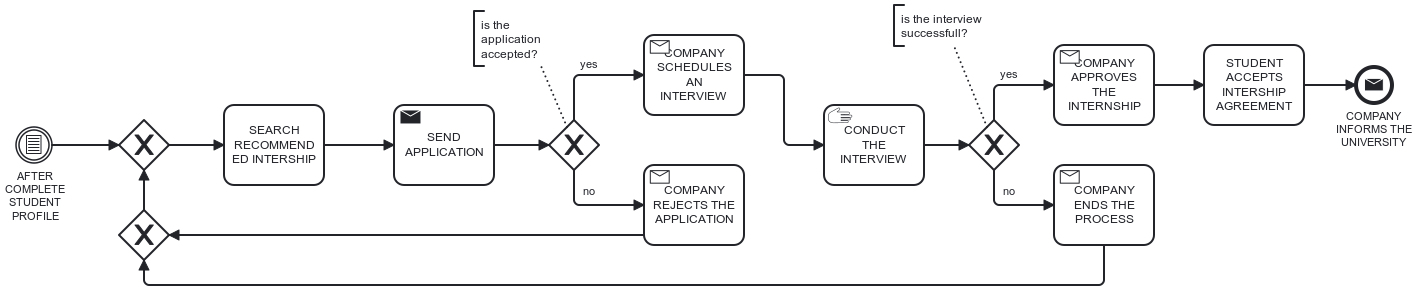 AFTER
COMPLETE
STUDENT
PROFILE
SEARCH
RECOMMEND
ED INTERSHIP
SEND
APPLICATION
is the
application
accepted?
yes
no
COMPANY
SCHEDULES
AN
INTERVIEW
COMPANY
REJECTS THE
APPLICATION
CONDUCT
THE
INTERVIEW
is the interview
successfull?
yes
no
COMPANY
APPROVES
THE
INTERNSHIP
COMPANY
ENDS THE
PROCESS
STUDENT
ACCEPTS
INTERSHIP
AGREEMENT
COMPANY
INFORMS THE
UNIVERSITY